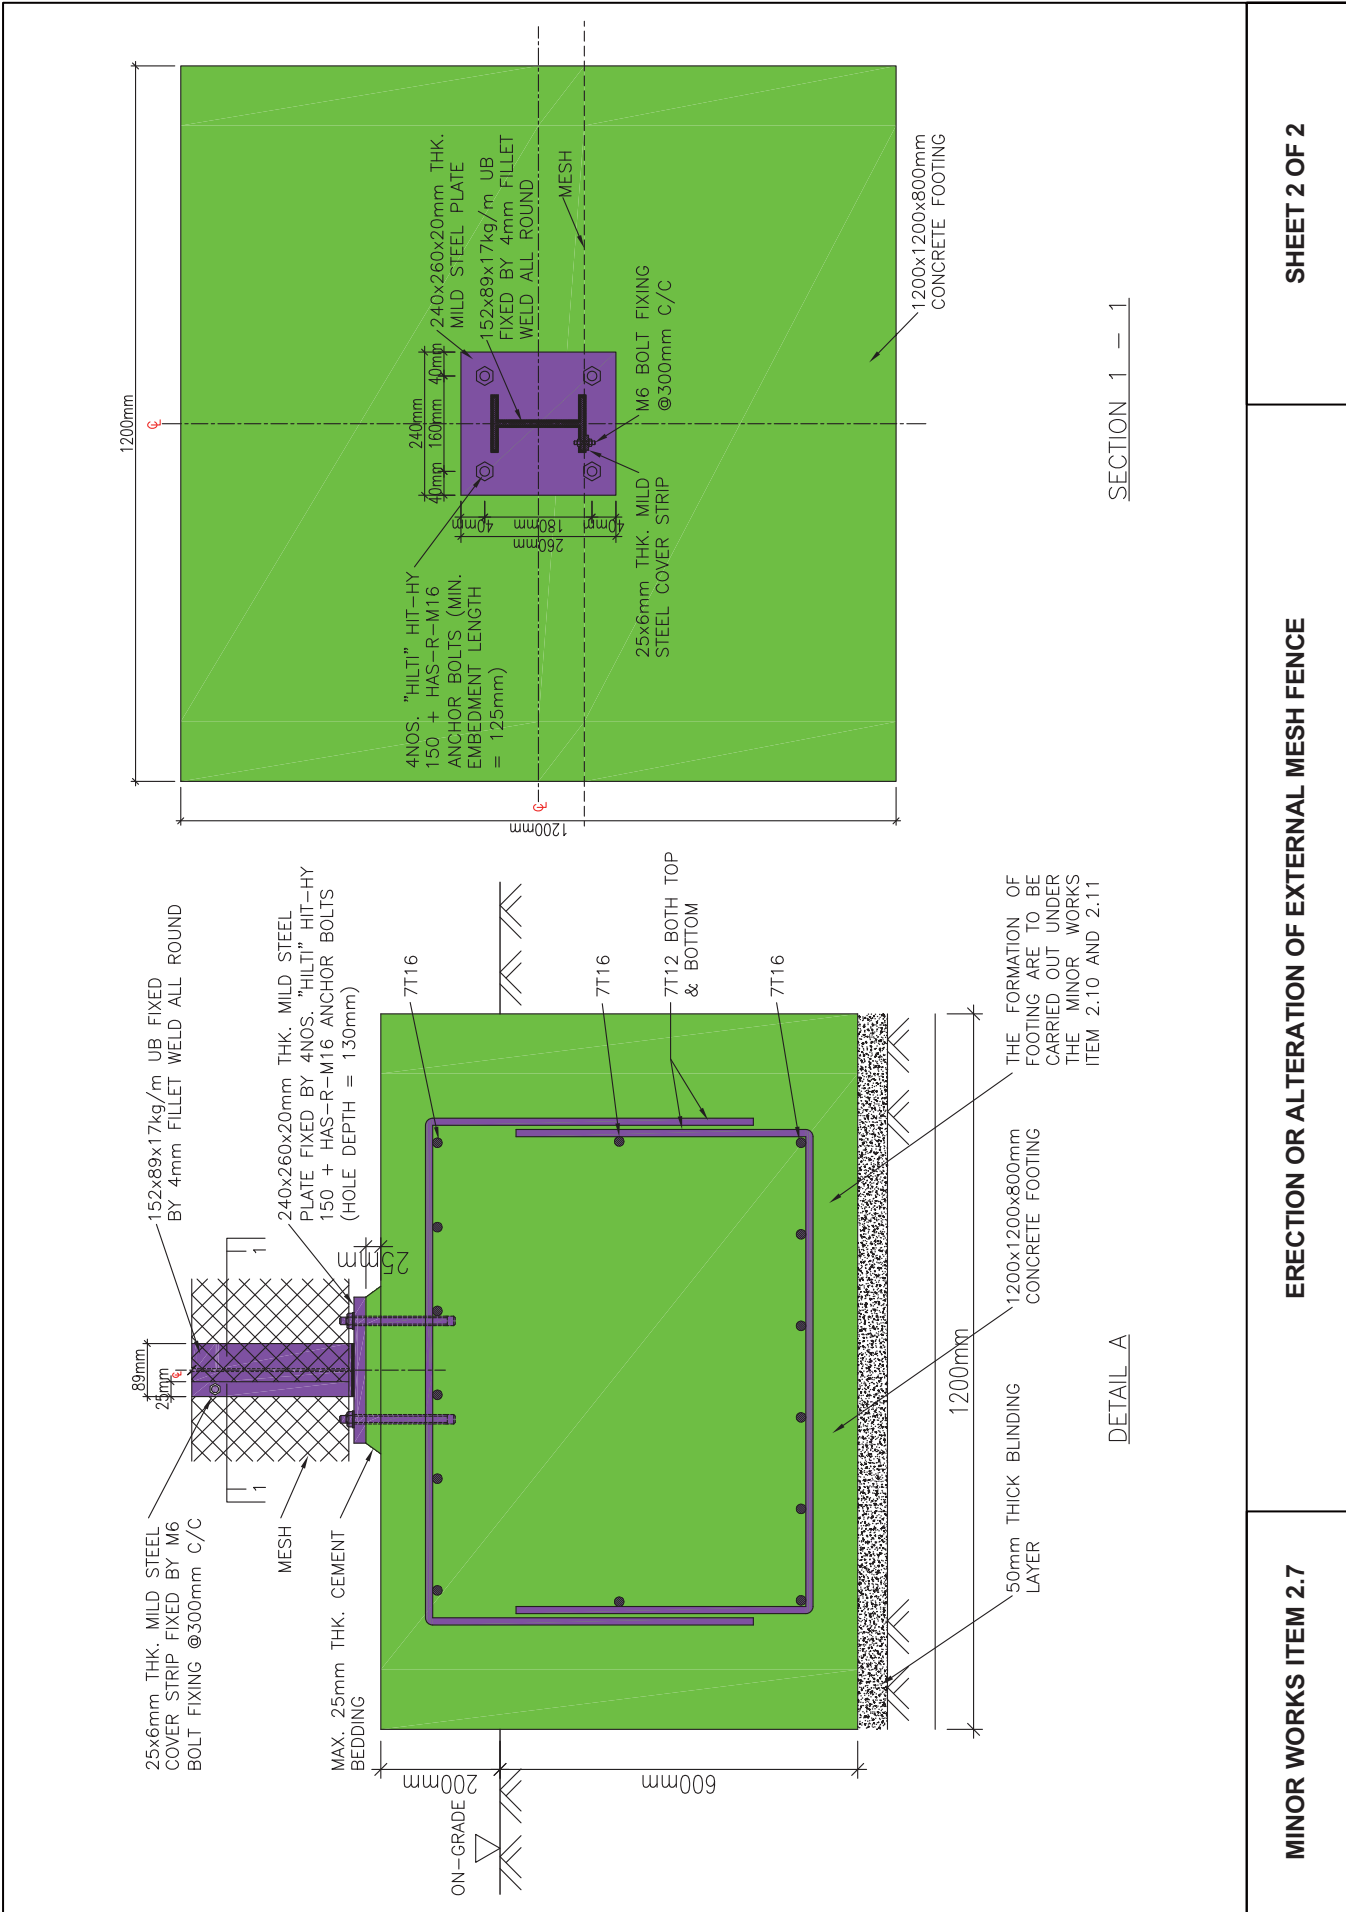 25x6mm THK. MILD STEEL
COVER STRIP FIXED BY M6
BOLT FIXING @300mm C/C
MESH
MAX. 25mm THK. CEMENT
BEDDING
89mm
25mm
℄
1
1
152x89x17kg/m UB FIXED
BY 4mm FILLET WELD ALL ROUND
240x260x20mm THK. MILD STEEL
PLATE FIXED BY 4NOS. "HILTI" HIT-HY
150 + HAS-R-M16 ANCHOR BOLTS
(HOLE DEPTH = 130mm)
25mm
7T16
7T16
7T12 BOTH TOP
& BOTTOM
7T16
ON-GRADE
200mm
600mm
50mm THICK BLINDING
LAYER
1200mm
1200x1200x800mm
CONCRETE FOOTING
THE FORMATION OF
FOOTING ARE TO BE
CARRIED OUT UNDER
THE MINOR WORKS
ITEM 2.10 AND 2.11
DETAIL A
1200mm
℄
1200mm
℄
4NOS. "HILTI" HIT-HY
150 + HAS-R-M16
ANCHOR BOLTS (MIN.
EMBEDMENT LENGTH
= 125mm)
240mm
40mm
160mm
40mm
40mm
180mm
40mm
260mm
240x260x20mm THK.
MILD STEEL PLATE
152x89x17kg/m UB
FIXED BY 4mm FILLET
WELD ALL ROUND
MESH
25x6mm THK. MILD
STEEL COVER STRIP
M6 BOLT FIXING
@300mm C/C
1200x1200x800mm
CONCRETE FOOTING
SECTION 1 - 1
MINOR WORKS ITEM 2.7
ERECTION OR ALTERATION OF EXTERNAL MESH FENCE
SHEET 2 OF 2